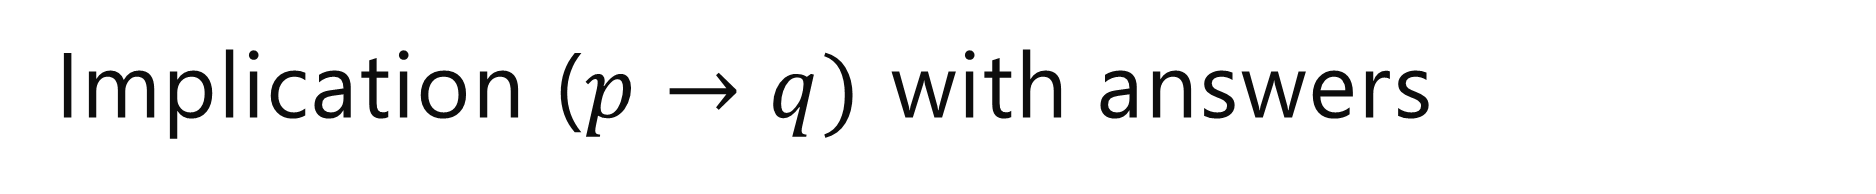 Implication (p → q) with answers